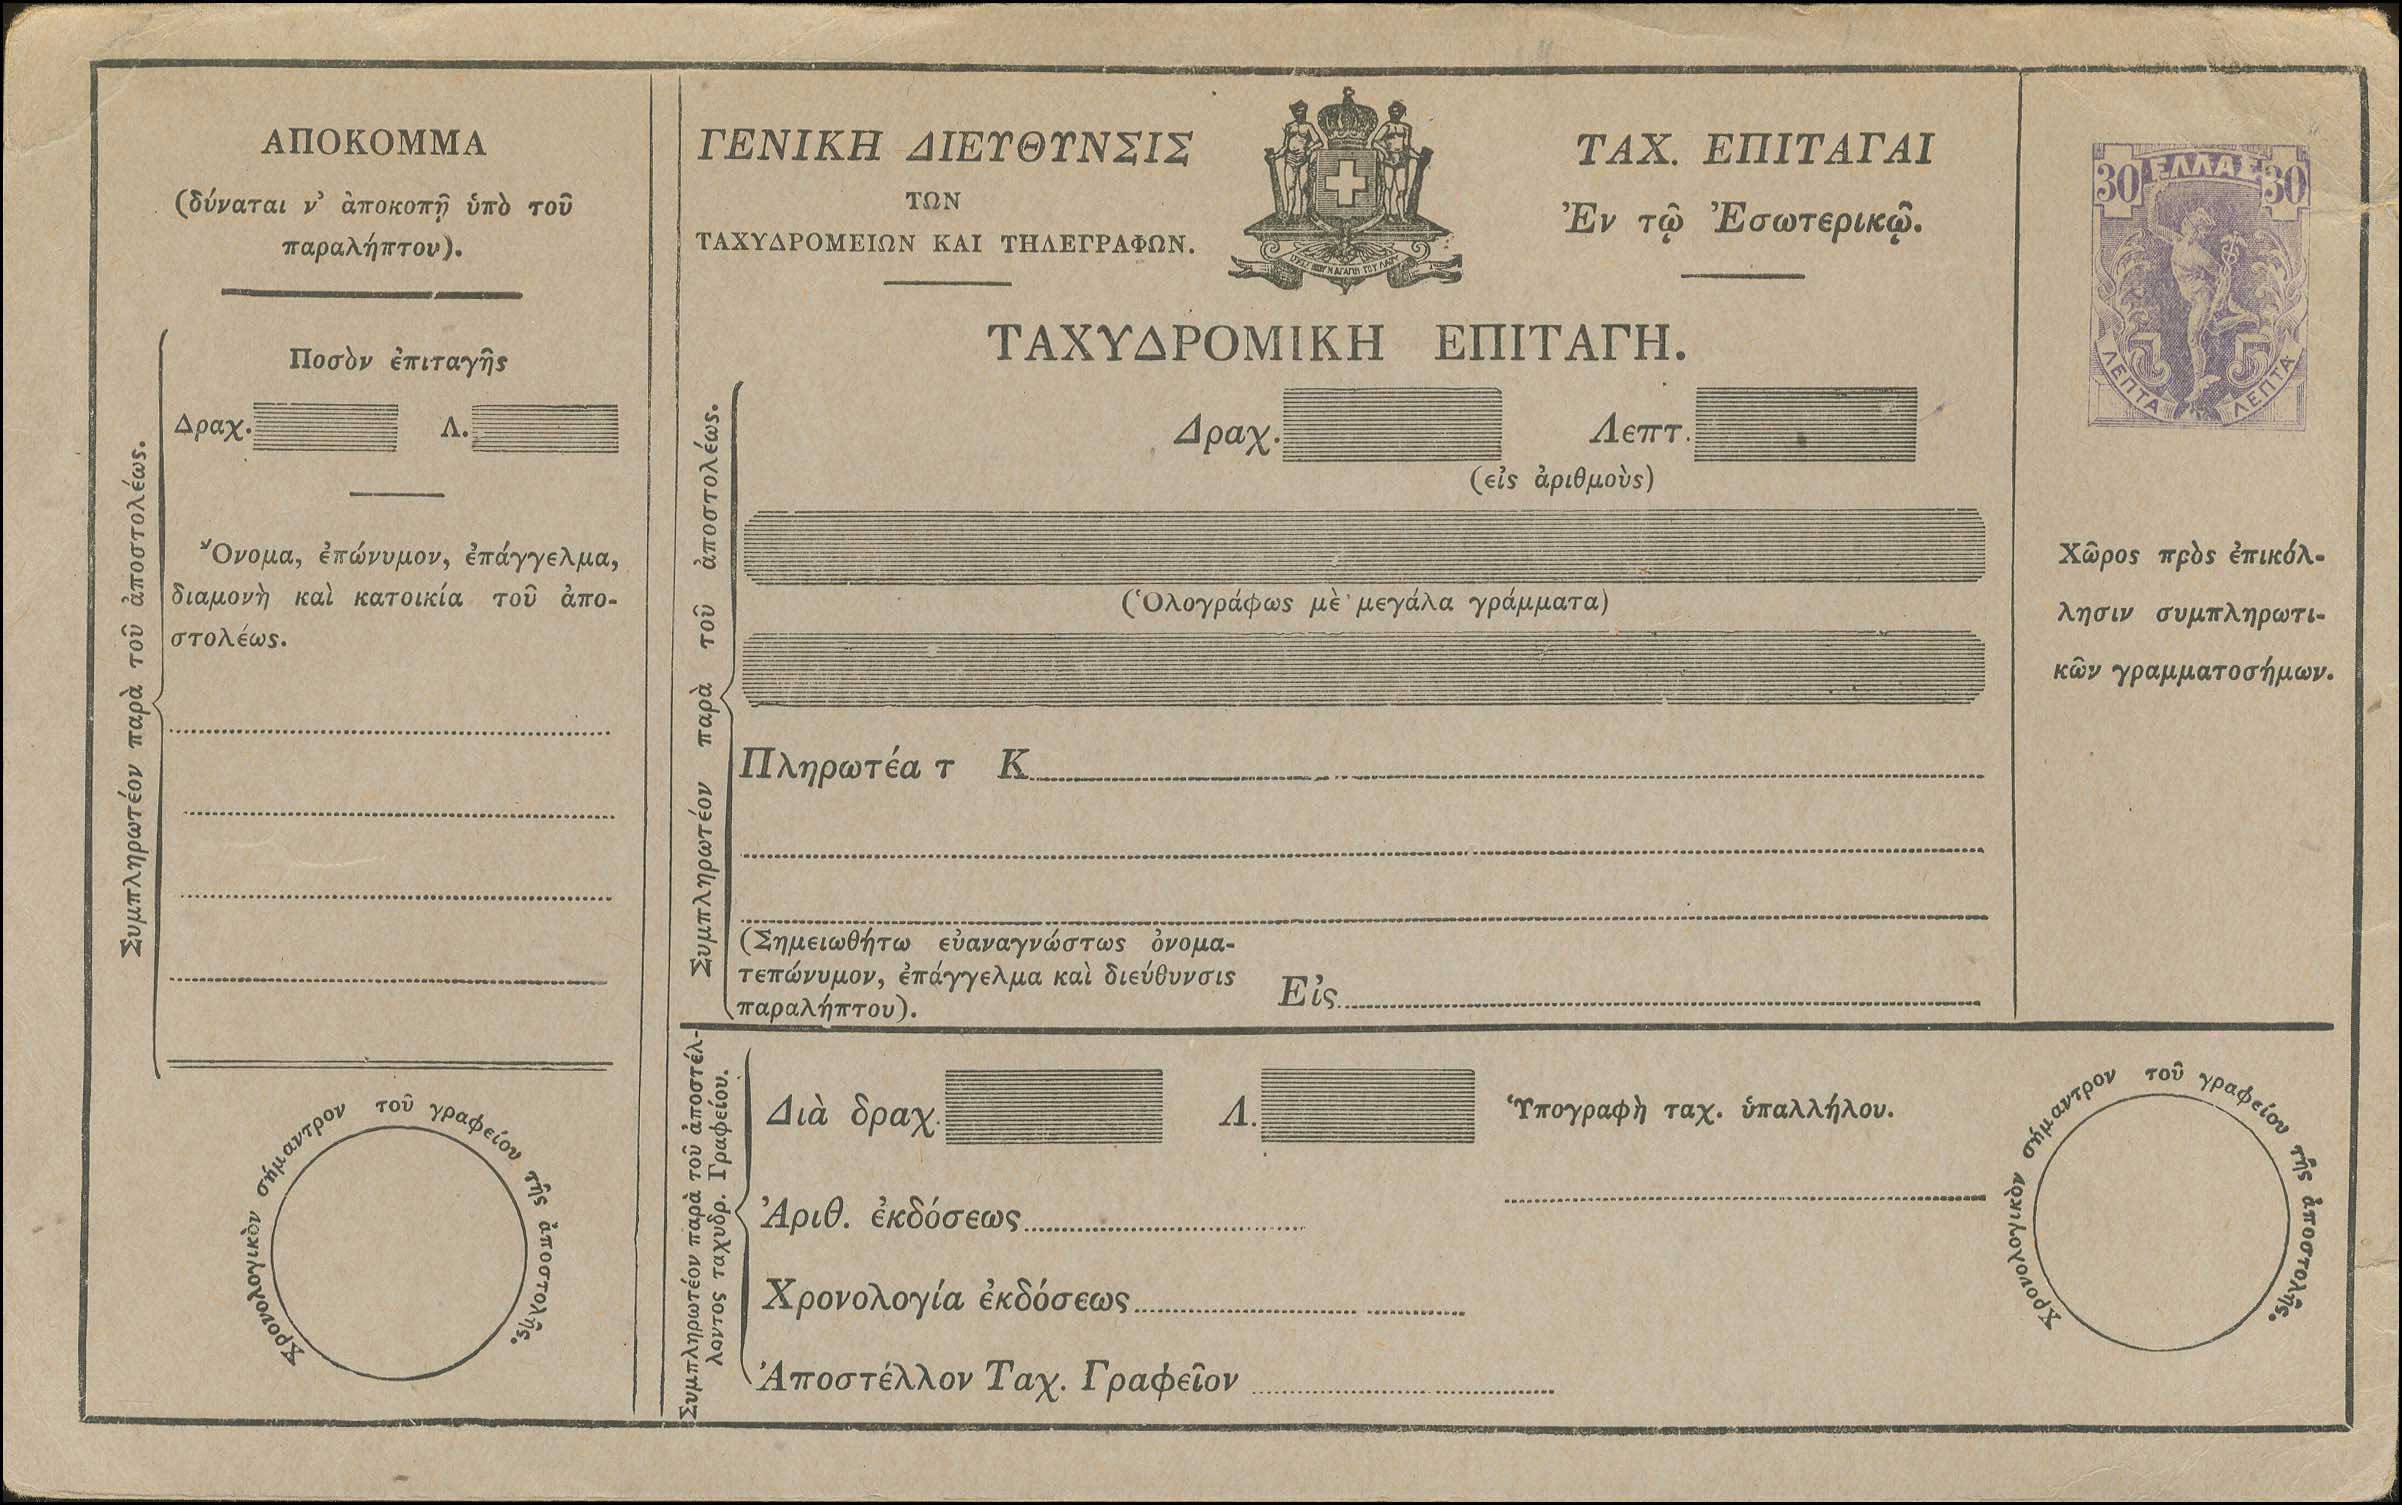 ΑΠΟΚΟΜΜΑ
(δύναται ν' ἀποκοπῇ ὑπὸ τοῦ
παραλήπτου).
Συμπληρωτέον παρὰ τοῦ ἀποστολέως.
Ποσὸν ἐπιταγῆς
Δραχ. Λ.
Ὄνομα, ἐπώνυμον, ἐπάγγελμα,
διαμονὴ καὶ κατοικία τοῦ ἀπο-
στολέως.
Χρονολογικὸν σήμαντρον τοῦ γραφείου τῆς ἀποστολῆς.
ΓΕΝΙΚΗ ΔΙΕΥΘΥΝΣΙΣ
ΤΩΝ
ΤΑΧΥΔΡΟΜΕΙΩΝ ΚΑΙ ΤΗΛΕΓΡΑΦΩΝ.
ΑΓΑΠΗ ΤΟΥ ΛΑΟΥ
ΤΑΧ. ΕΠΙΤΑΓΑΙ
Ἐν τῷ Ἐσωτερικῷ.
ΤΑΧΥΔΡΟΜΙΚΗ ΕΠΙΤΑΓΗ.
Συμπληρωτέον παρὰ τοῦ ἀποστολέως.
Δραχ. Λεπτ.
(εἰς ἀριθμοὺς)
(Ὁλογράφως μὲ μεγάλα γράμματα)
Πληρωτέα τ Κ
(Σημειωθήτω εὐαναγνώστως ὀνομα-
τεπώνυμον, ἐπάγγελμα καὶ διεύθυνσις
παραλήπτου).
Εἰς
30 ΕΛΛΑΣ 30
ΛΕΠΤΑ ΛΕΠΤΑ
Χῶρος πρὸς ἐπικόλ-
λησιν συμπληρωτι-
κῶν γραμματοσήμων.
Συμπληρωτέον παρὰ τοῦ ἀποστέλ-
λοντος ταχυδρ. Γραφείου.
Διὰ δραχ. Λ.
Ἀριθ. ἐκδόσεως
Χρονολογία ἐκδόσεως
Ἀποστέλλον Ταχ. Γραφεῖον
Ὑπογραφὴ ταχ. ὑπαλλήλου.
Χρονολογικὸν σήμαντρον τοῦ γραφείου τῆς ἀποστολῆς.